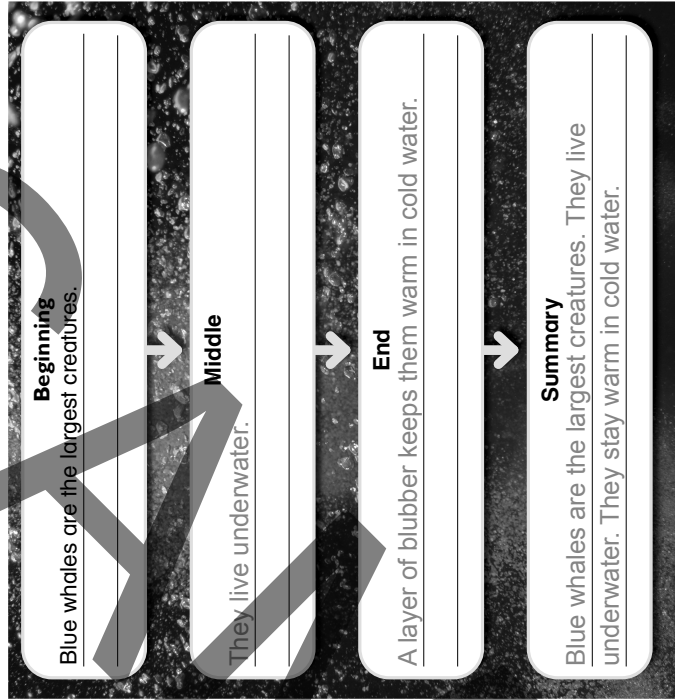 Beginning
Blue whales are the largest creatures.
Middle
They live underwater.
End
A layer of blubber keeps them warm in cold water.
Summary
Blue whales are the largest creatures. They live
underwater. They stay warm in cold water.